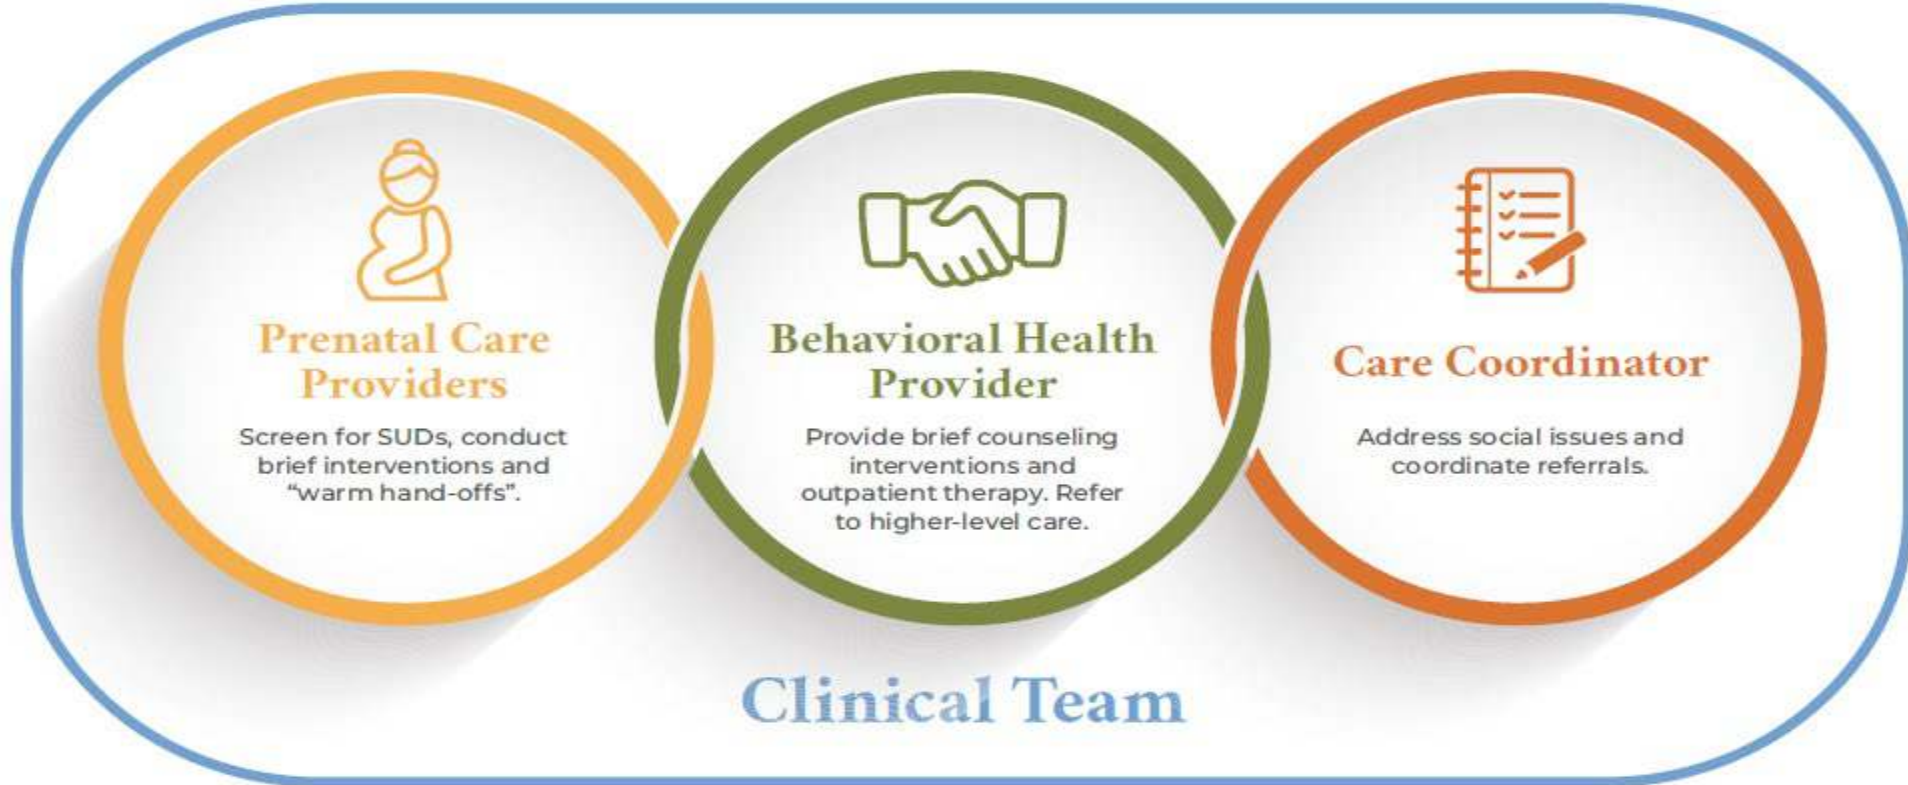 Prenatal Care
Providers
Screen for SUDs, conduct
brief interventions and
“warm hand-offs”.
Behavioral Health
Provider
Provide brief counseling
interventions and
outpatient therapy. Refer
to higher-level care.
Care Coordinator
Address social issues and
coordinate referrals.
Clinical Team